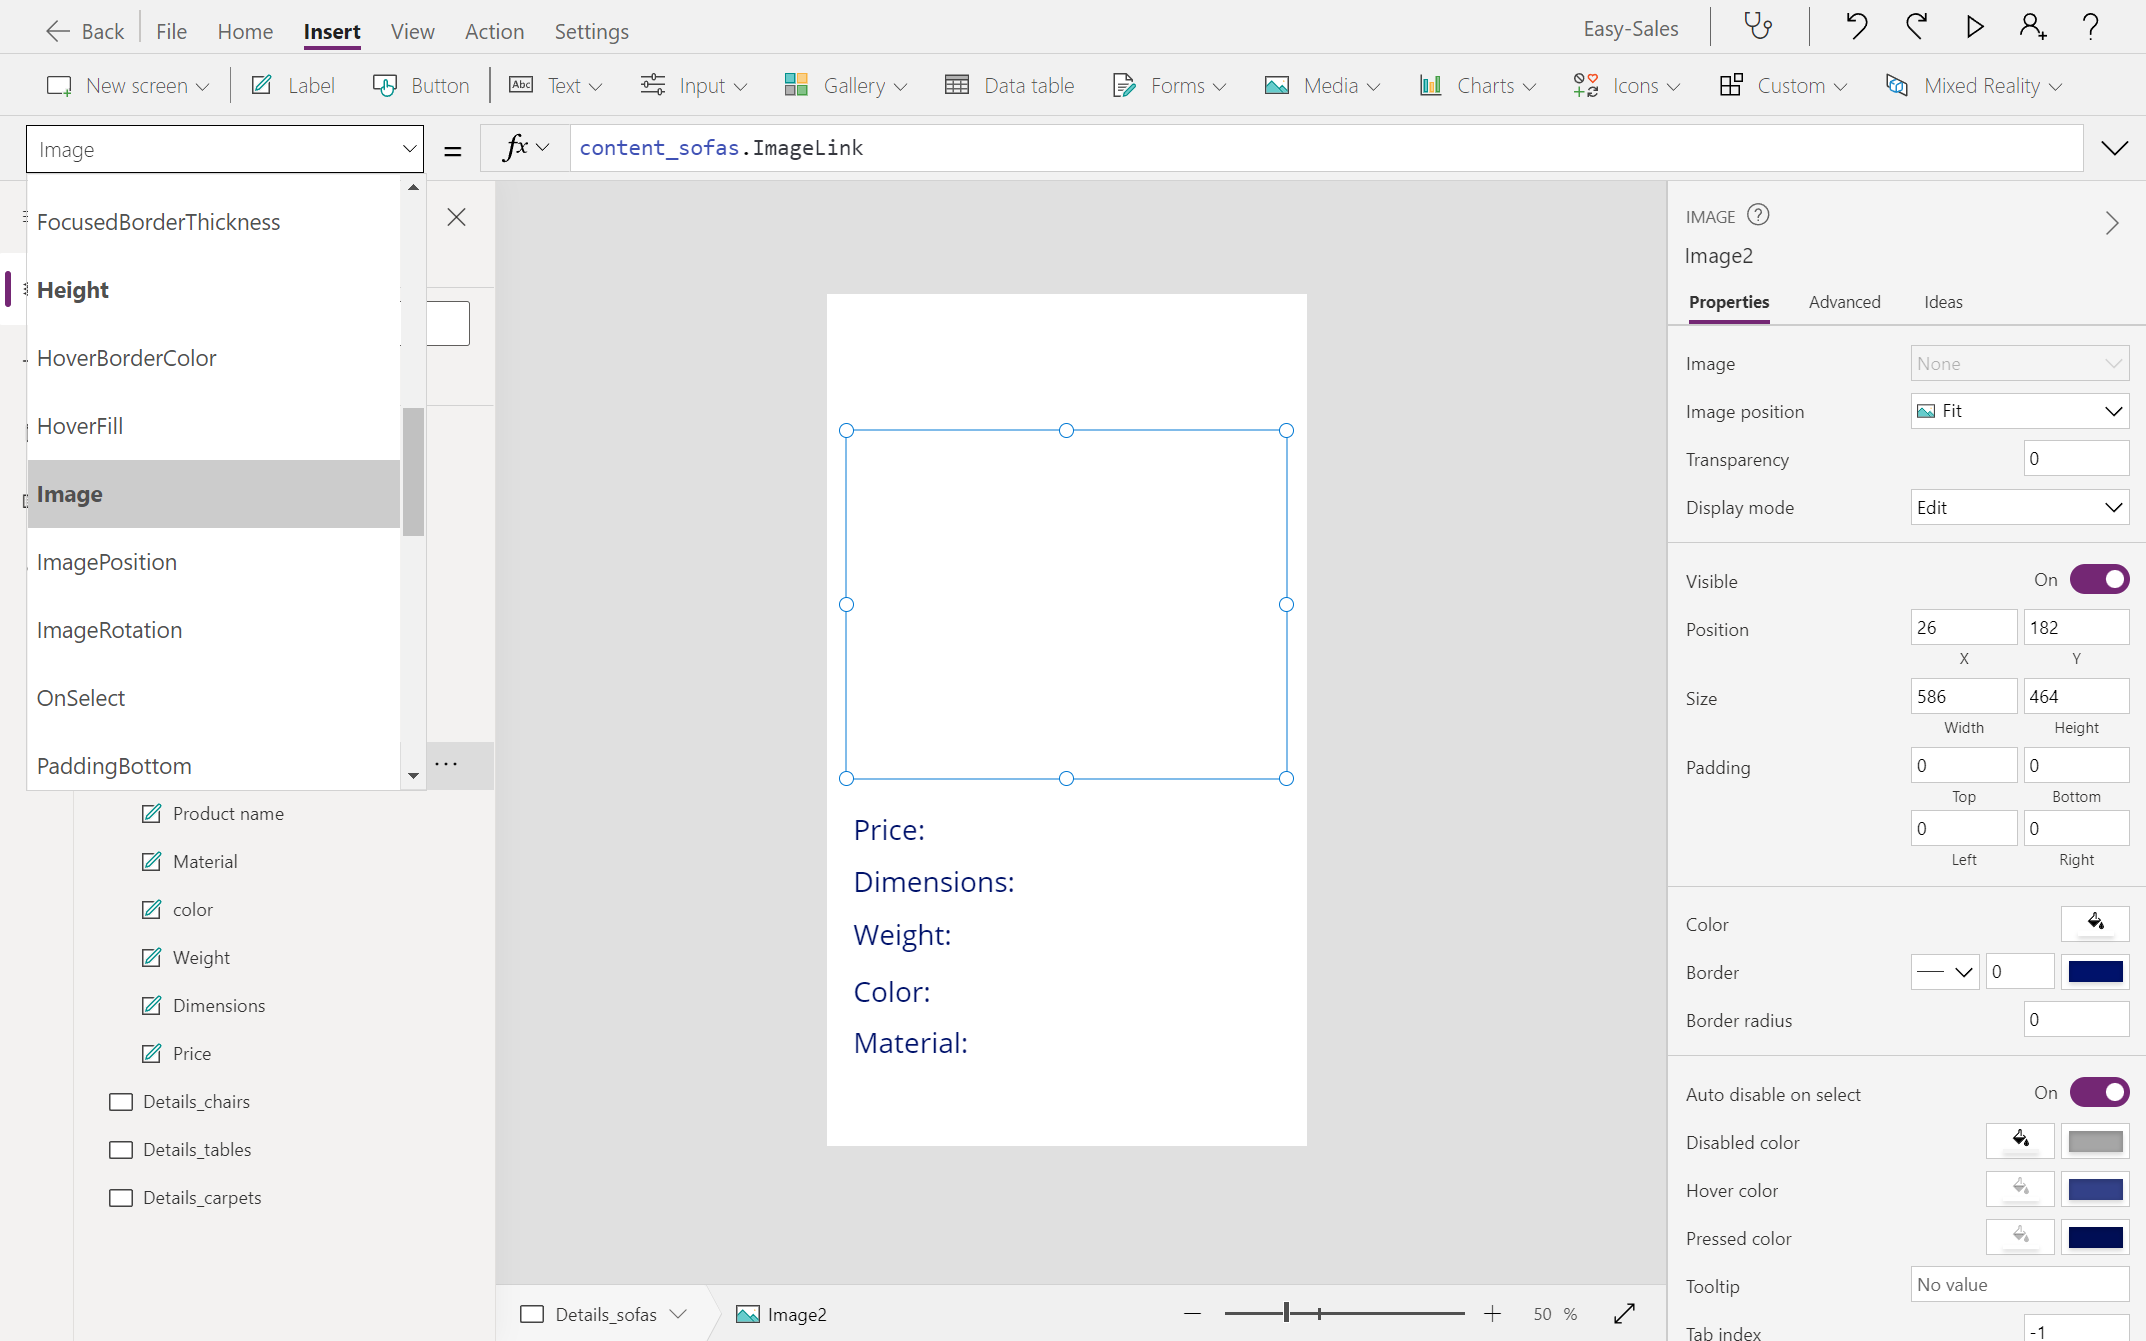 Back File Home Insert View Action Settings Easy-Sales
New screen Label Button Abc Text Input Gallery Data table Forms Media Charts Icons Custom Mixed Reality
Image = fx content_sofas.ImageLink
FocusedBorderThickness
Height
HoverBorderColor
HoverFill
Image
ImagePosition
ImageRotation
OnSelect
PaddingBottom
Product name
Material
color
Weight
Dimensions
Price
Details_chairs
Details_tables
Details_carpets
Price:
Dimensions:
Weight:
Color:
Material:
Details_sofas Image2 50 %
IMAGE
Image2
Properties Advanced Ideas
Image None
Image position Fit
Transparency 0
Display mode Edit
Visible On
Position 26 182
X Y
Size 586 464
Width Height
Padding 0 0
Top Bottom
0 0
Left Right
Color
Border 0
Border radius 0
Auto disable on select On
Disabled color
Hover color
Pressed color
Tooltip No value
Tab index -1